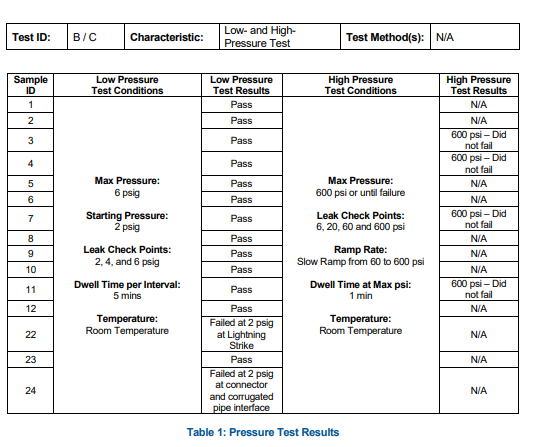 Test ID: B / C Characteristic: Low- and High-
Pressure Test Test Method(s): N/A
Sample
ID Low Pressure
Test Conditions Low Pressure
Test Results High Pressure
Test Conditions High Pressure
Test Results
1 Pass N/A
2 Pass N/A
3 Pass 600 psi – Did
not fail
4 Pass 600 psi – Did
not fail
5 Pass N/A
6 Pass N/A
7 Pass 600 psi – Did
not fail
8 Pass N/A
9 Pass N/A
10 Pass N/A
11 Pass 600 psi – Did
not fail
12 Pass N/A
22 Failed at 2 psig
at Lightning
Strike N/A
23 Pass N/A
24 Failed at 2 psig
at connector
and corrugated
pipe interface N/A
Max Pressure:
6 psig
Starting Pressure:
2 psig
Leak Check Points:
2, 4, and 6 psig
Dwell Time per Interval:
5 mins
Temperature:
Room Temperature
Max Pressure:
600 psi or until failure
Leak Check Points:
6, 20, 60 and 600 psi
Ramp Rate:
Slow Ramp from 60 to 600 psi
Dwell Time at Max psi:
1 min
Temperature:
Room Temperature
Table 1: Pressure Test Results